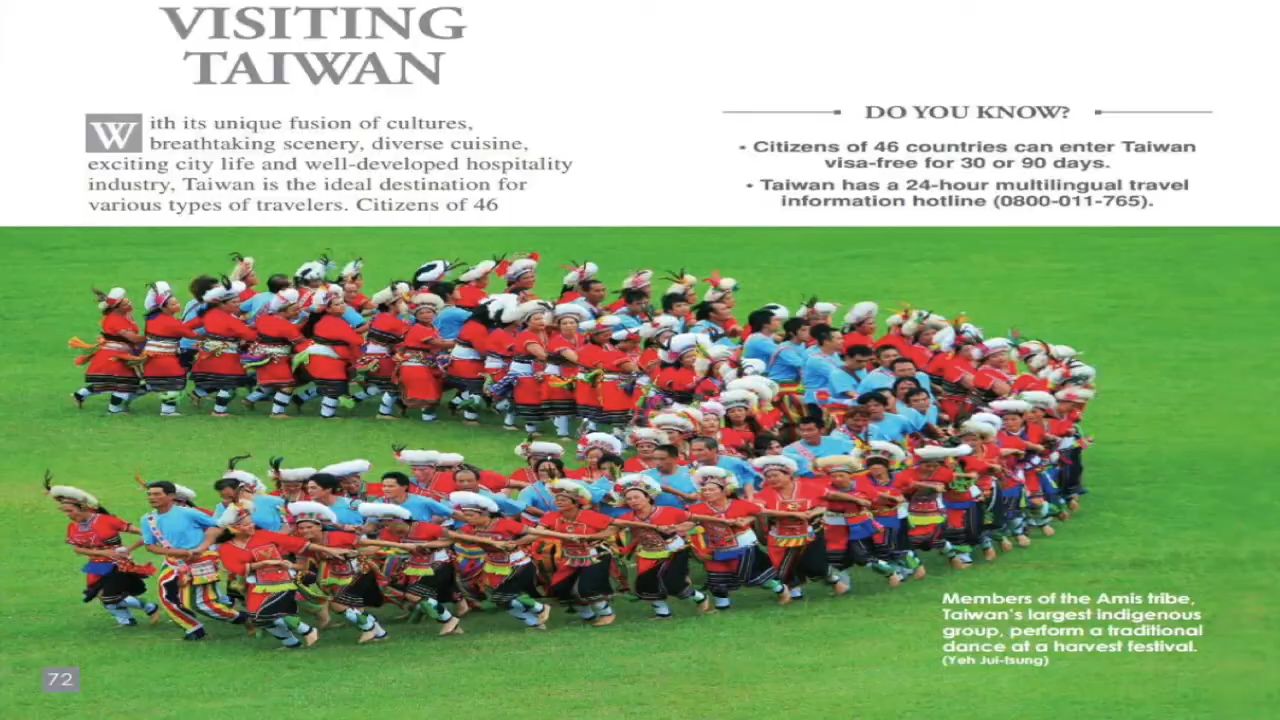 VISITING
TAIWAN
With its unique fusion of cultures,
breathtaking scenery, diverse cuisine,
exciting city life and well-developed hospitality
industry, Taiwan is the ideal destination for
various types of travelers. Citizens of 46
DO YOU KNOW?
• Citizens of 46 countries can enter Taiwan
visa-free for 30 or 90 days.
• Taiwan has a 24-hour multilingual travel
information hotline (0800-011-765).
Members of the Amis tribe,
Taiwan's largest indigenous
group, perform a traditional
dance at a harvest festival.
(Yeh Jui-tsung)
72